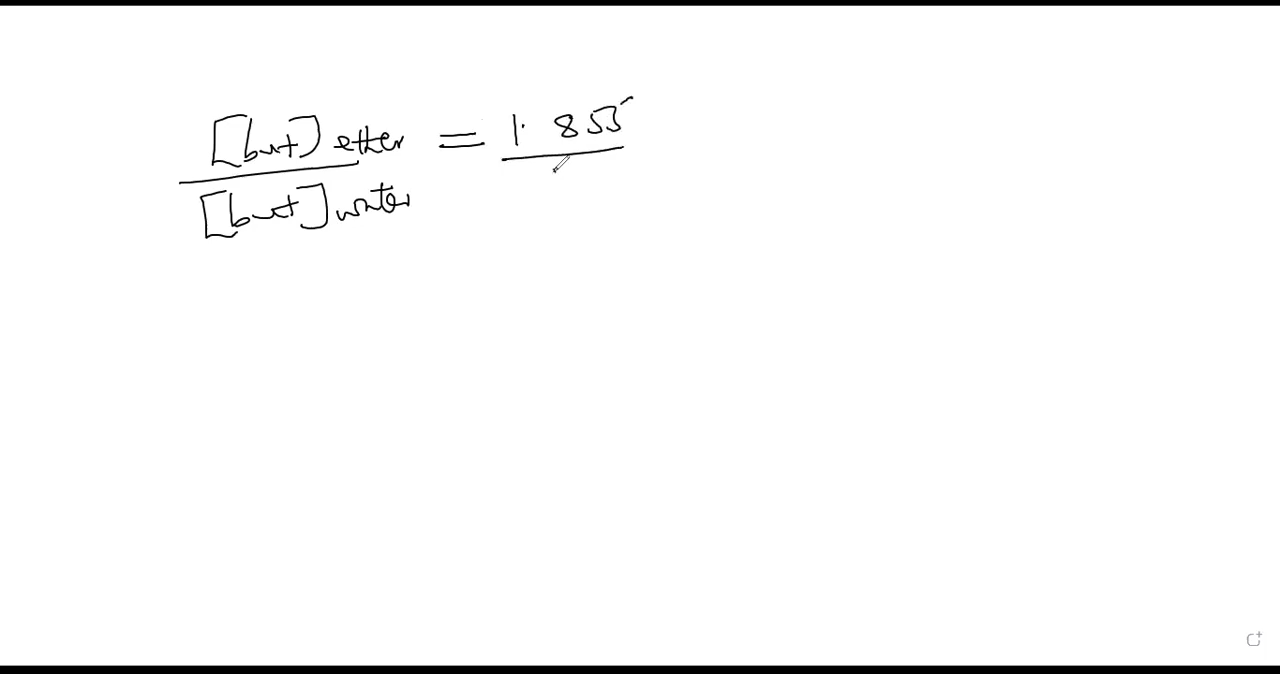 [but] ether = 1.855
[but] water